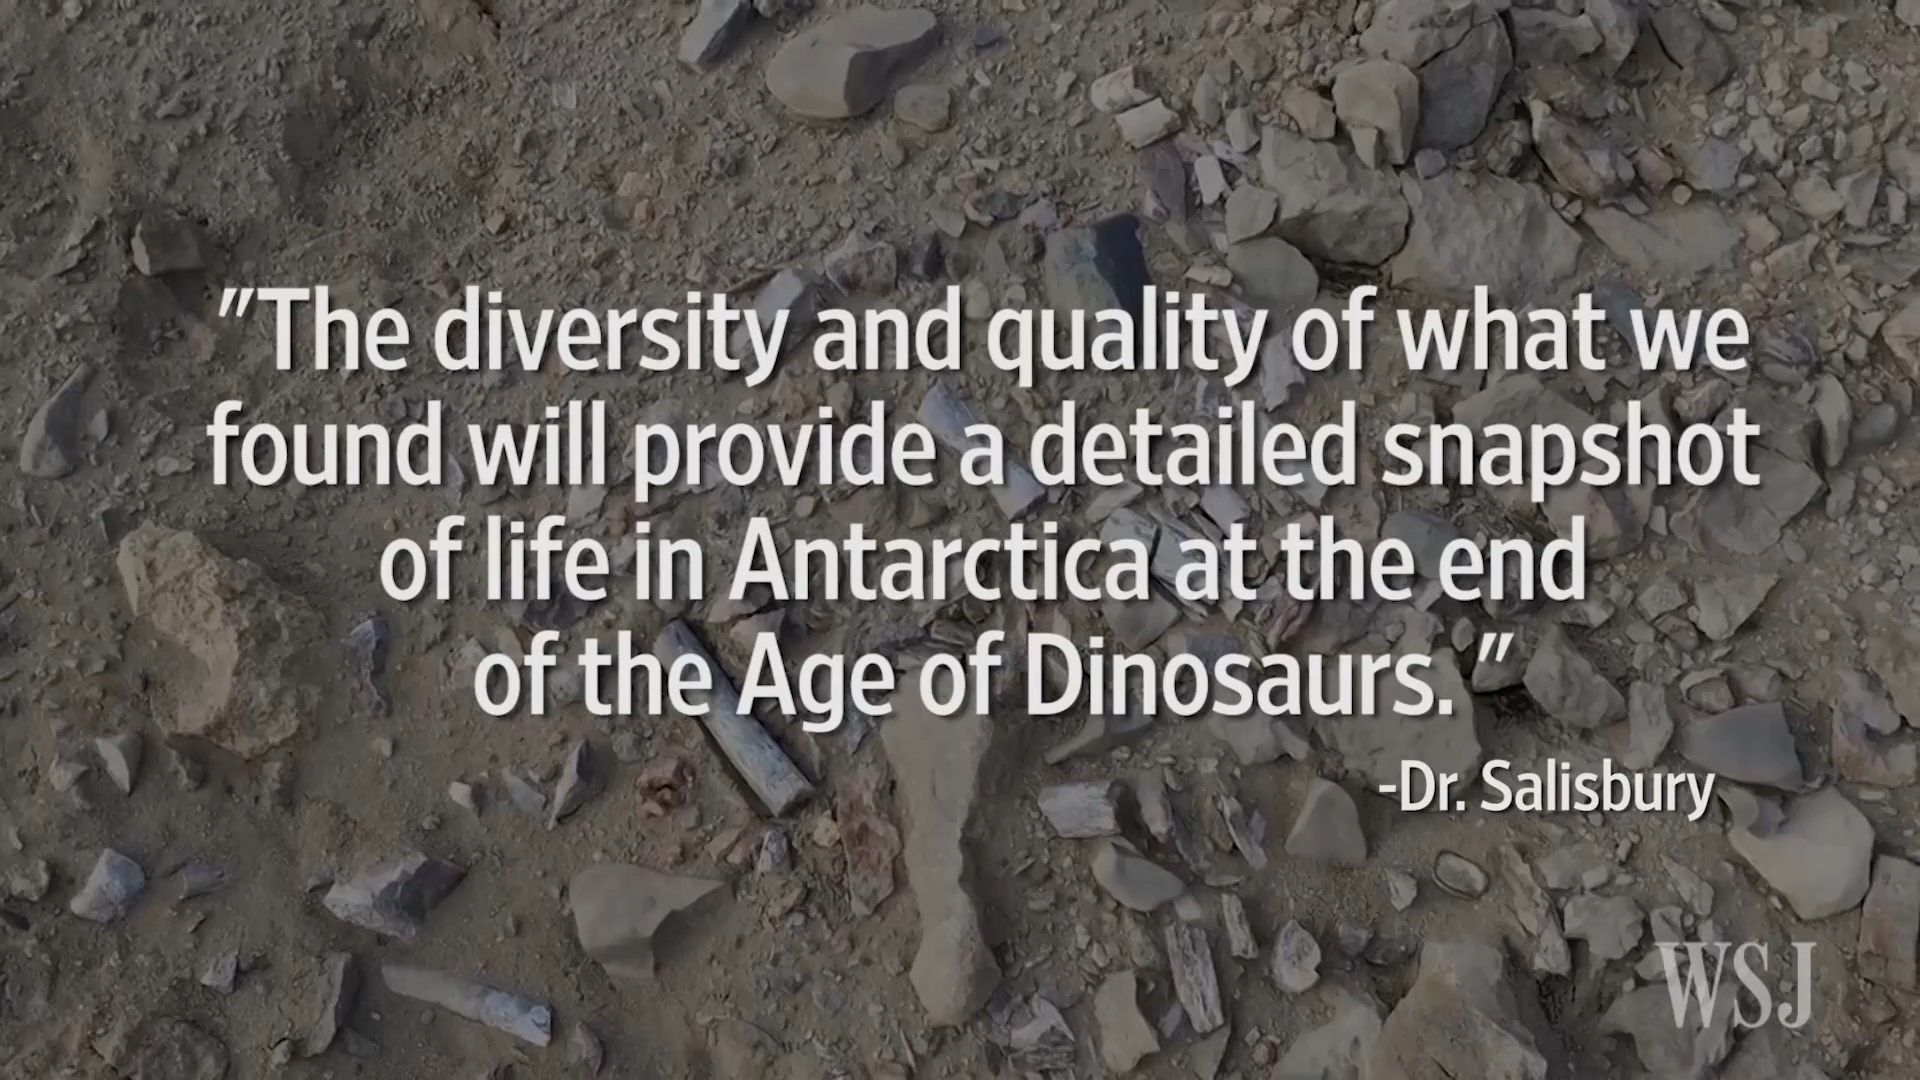 "The diversity and quality of what we
found will provide a detailed snapshot
of life in Antarctica at the end
of the Age of Dinosaurs."
-Dr. Salisbury
WSJ